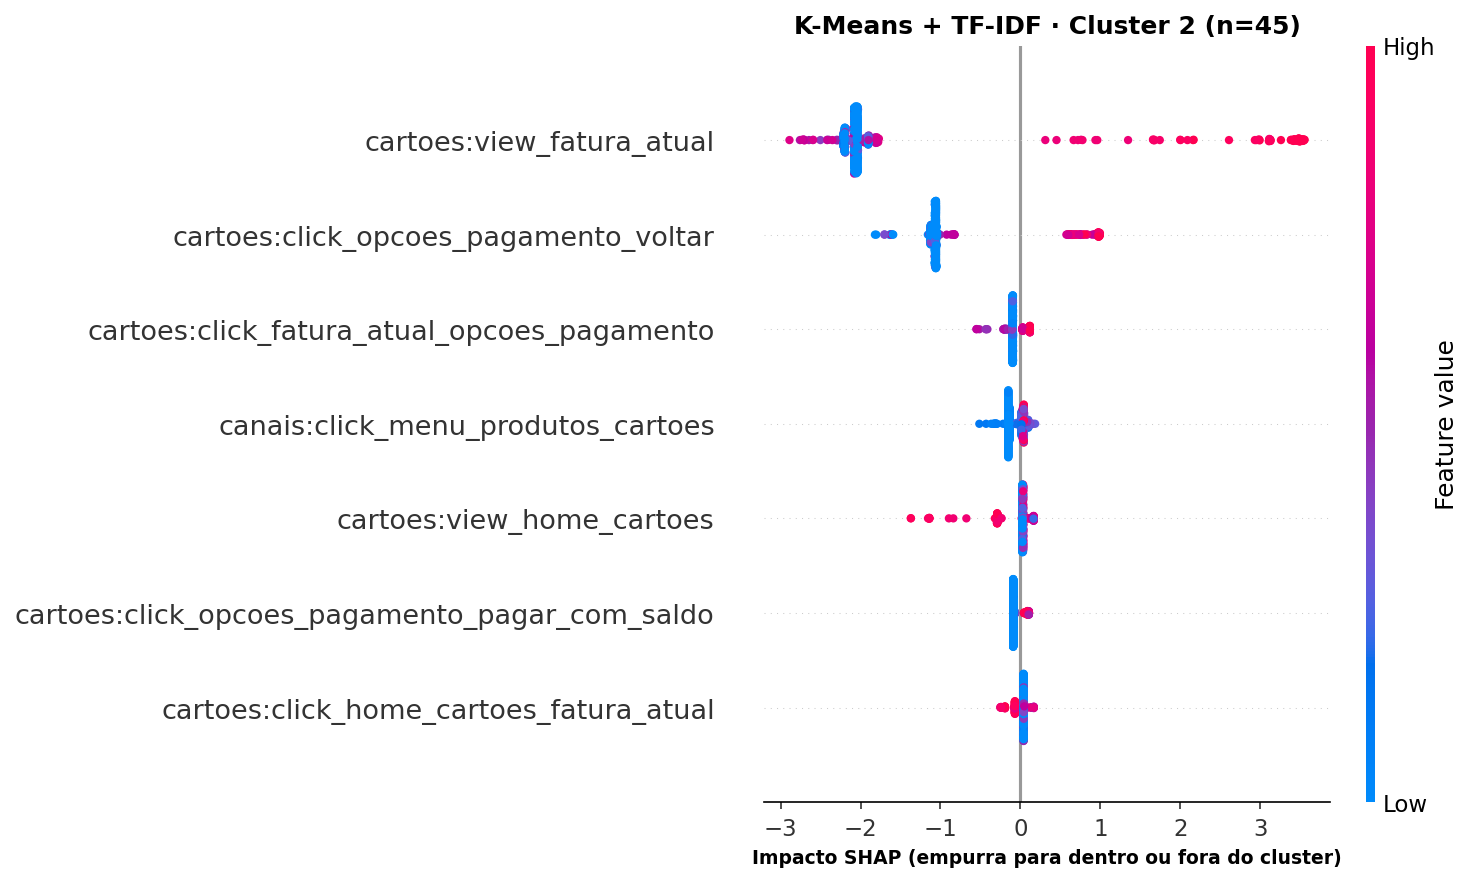 K-Means + TF-IDF · Cluster 2 (n=45)
High
cartoes:view_fatura_atual
cartoes:click_opcoes_pagamento_voltar
cartoes:click_fatura_atual_opcoes_pagamento
canais:click_menu_produtos_cartoes
cartoes:view_home_cartoes
cartoes:click_opcoes_pagamento_pagar_com_saldo
cartoes:click_home_cartoes_fatura_atual
Feature value
Low
−3 −2 −1 0 1 2 3
Impacto SHAP (empurra para dentro ou fora do cluster)